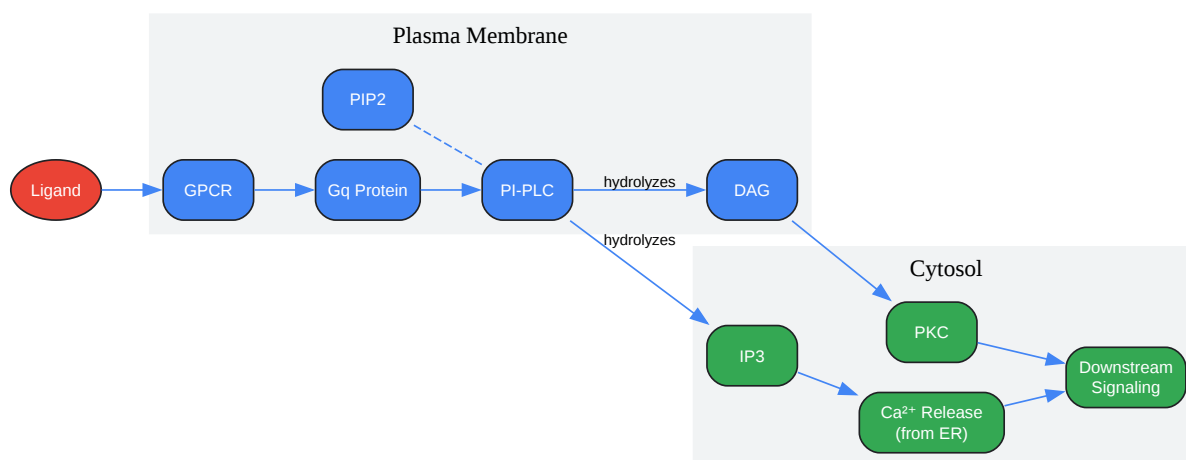 Plasma Membrane
PIP2
Ligand
GPCR
Gq Protein
PI-PLC
hydrolyzes
DAG
hydrolyzes
Cytosol
PKC
IP3
Downstream
Signaling
Ca²⁺ Release
(from ER)